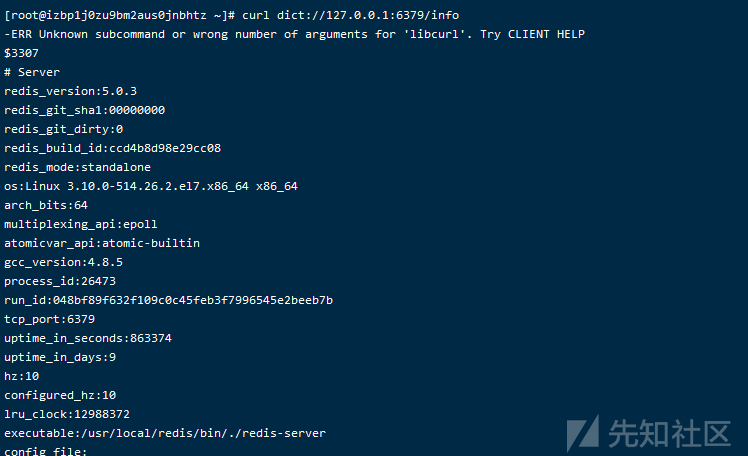 [root@izbp1j0zu9bm2aus0jnbhtz ~]# curl dict://127.0.0.1:6379/info
-ERR Unknown subcommand or wrong number of arguments for 'libcurl'. Try CLIENT HELP
$3307
# Server
redis_version:5.0.3
redis_git_sha1:00000000
redis_git_dirty:0
redis_build_id:ccd4b8d98e29cc08
redis_mode:standalone
os:Linux 3.10.0-514.26.2.el7.x86_64 x86_64
arch_bits:64
multiplexing_api:epoll
atomicvar_api:atomic-builtin
gcc_version:4.8.5
process_id:26473
run_id:048bf89f632f109c0c45feb3f7996545e2beeb7b
tcp_port:6379
uptime_in_seconds:863374
uptime_in_days:9
hz:10
configured_hz:10
lru_clock:12988372
executable:/usr/local/redis/bin/./redis-server
config_file:
先知社区